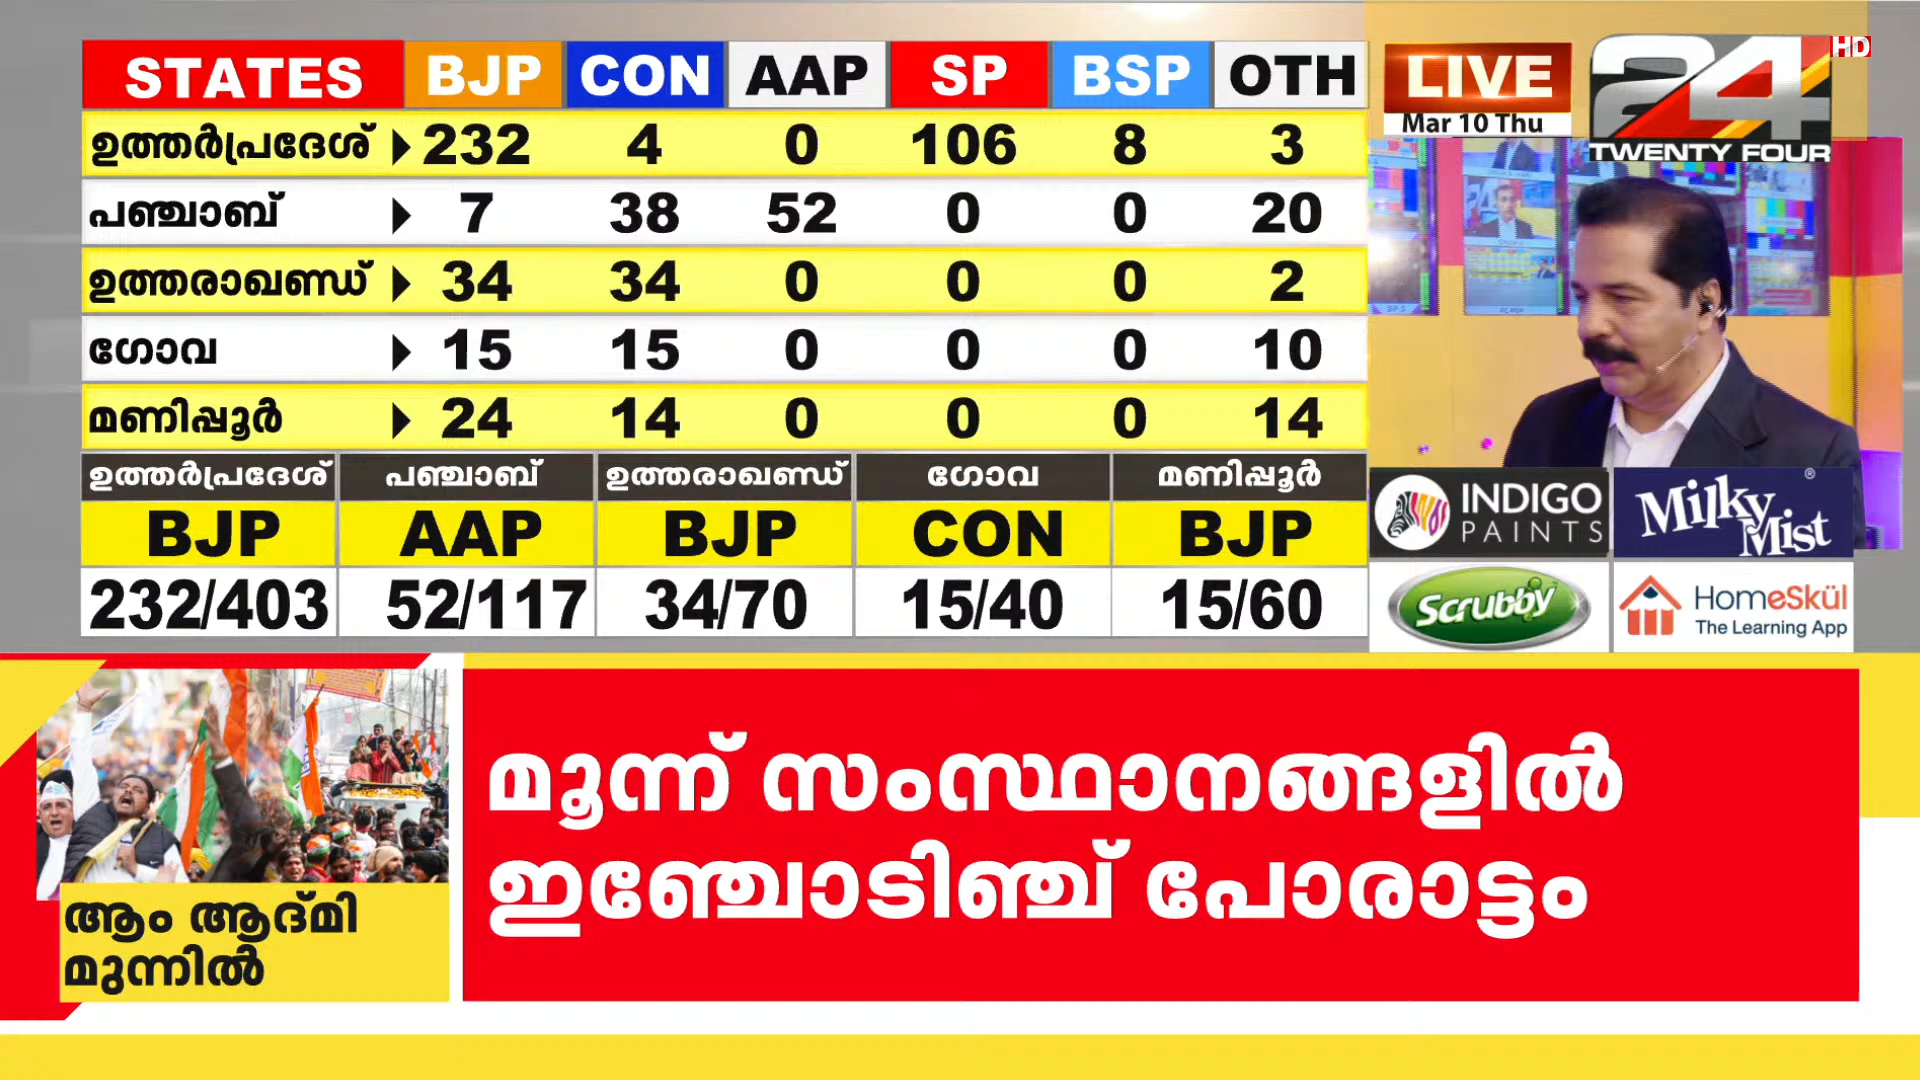 STATES BJP CON AAP SP BSP OTH
ഉത്തർപ്രദേശ് 232 4 0 106 8 3
പഞ്ചാബ് 7 38 52 0 0 20
ഉത്തരാഖണ്ഡ് 34 34 0 0 0 2
ഗോവ 15 15 0 0 0 10
മണിപ്പൂർ 24 14 0 0 0 14
ഉത്തർപ്രദേശ് പഞ്ചാബ് ഉത്തരാഖണ്ഡ് ഗോവ മണിപ്പൂർ
BJP AAP BJP CON BJP
232/403 52/117 34/70 15/40 15/60
LIVE
Mar 10 Thu
24
HD
TWENTY FOUR
INDIGO
PAINTS
Milky
Mist
®
Scrubby
HomeSkül
The Learning App
ആം ആദ്മി
മുന്നിൽ
മൂന്ന് സംസ്ഥാനങ്ങളിൽ
ഇഞ്ചോടിഞ്ച് പോരാട്ടം